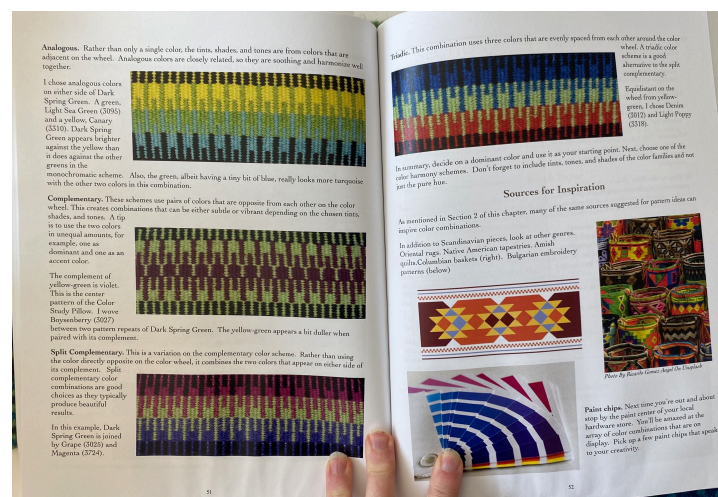 Analogous. Rather than only a single color, the tints, shades, and tones are from colors that are
adjacent on the wheel. Analogous colors are closely related, so they are soothing and harmonize well
together.
I chose analogous colors
on either side of Dark
Spring Green. A green,
Light Sea Green (3095)
and a yellow, Canary
(3310). Dark Spring
Green appears brighter
against the yellow than
it does against the other
greens in the
monochromatic scheme. Also, the green, albeit having a tiny bit of blue, really looks more turquoise
with the other two colors in this combination.
Complementary. These schemes use pairs of colors that are opposite from each other on the color
wheel. This creates combinations that can be either subtle or vibrant depending on the chosen tints,
shades, and tones. A tip
is to use the two colors
in unequal amounts, for
example, one as
dominant and one as an
accent color.
The complement of
yellow-green is violet.
This is the center
pattern of the Color
Study Pillow. I wove
Boysenberry (3027)
between two pattern repeats of Dark Spring Green. The yellow-green appears a bit duller when
paired with its complement.
Split Complementary. This is a variation on the complementary color scheme. Rather than using
the color directly opposite on the color wheel, it combines the two colors that appear on either side of
its complement. Split
complementary color
combinations are good
choices as they typically
produce beautiful
results.
In this example, Dark
Spring Green is joined
by Grape (3025) and
Magenta (3724).
51
Triadic. This combination uses three colors that are evenly spaced from each other around the color
wheel. A triadic color
scheme is a good
alternative to the split
complementary.
Equidistant on the
wheel from yellow-
green, I chose Denim
(3012) and Light Poppy
(3318).
In summary, decide on a dominant color and use it as your starting point. Next, choose one of the
color harmony schemes. Don't forget to include tints, tones, and shades of the color families and not
just the pure hue.
Sources for Inspiration
As mentioned in Section 2 of this chapter, many of the same sources suggested for pattern ideas can
inspire color combinations.
In addition to Scandinavian pieces, look at other genres.
Oriental rugs. Native American tapestries. Amish
quilts.Columbian baskets (right). Bulgarian embroidery
patterns (below)
Photo By Ricardo Gomez Angel On Unsplash
Paint chips. Next time you're out and about
stop by the paint center of your local
hardware store. You'll be amazed at the
array of color combinations that are on
display. Pick up a few paint chips that speak
to your creativity.
52